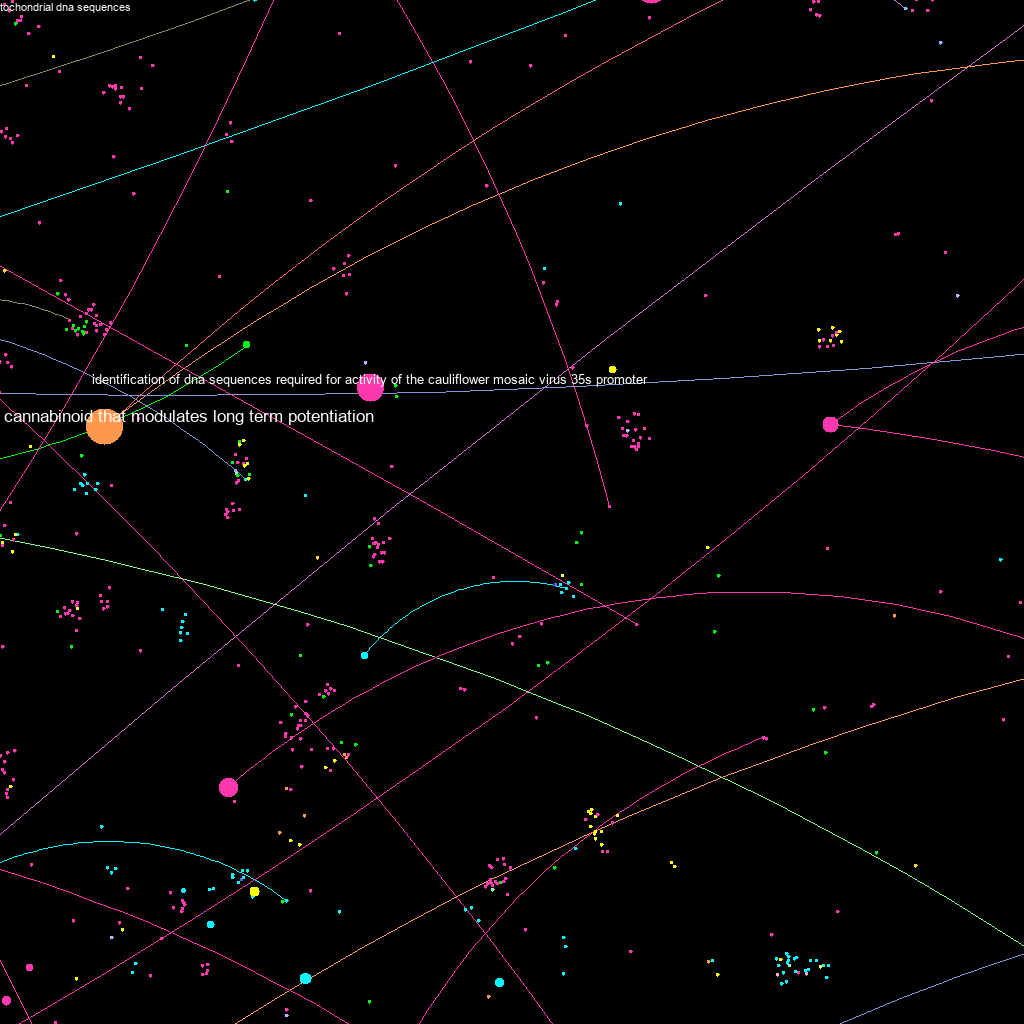 tochondrial dna sequences
identification of dna sequences required for activity of the cauliflower mosaic virus 35s promoter
cannabinoid that modulates long term potentiation